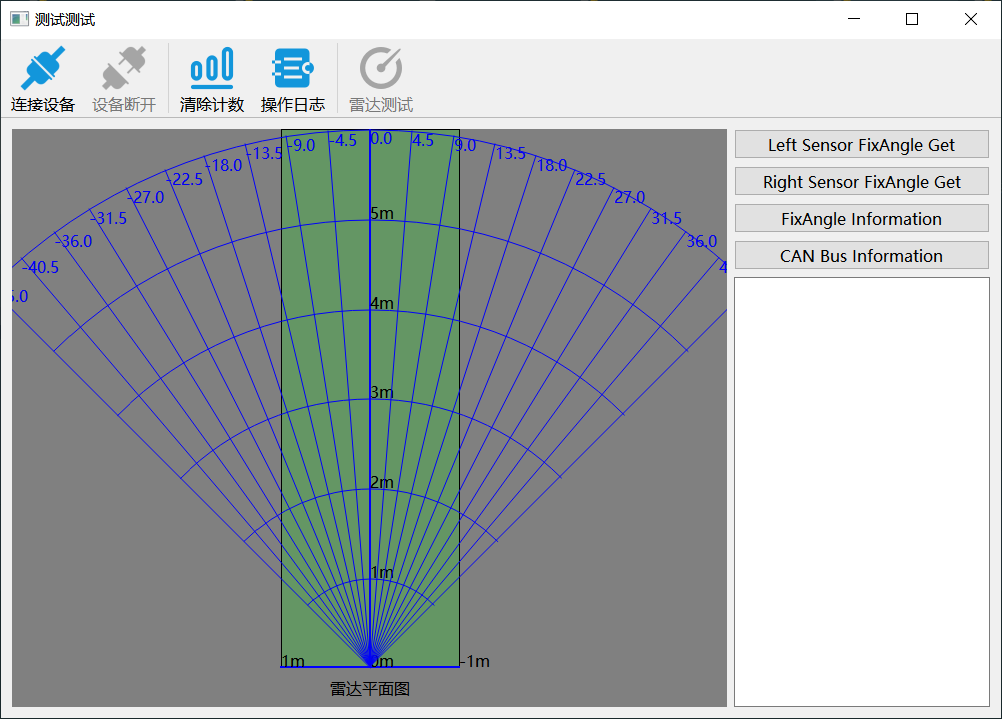 测试测试
连接设备 设备断开 清除计数 操作日志 雷达测试
-13.5 -9.0 -4.5 0.0 4.5 9.0 13.5
-18.0 18.0
-22.5 22.5
-27.0 27.0
-31.5 31.5
-36.0 36.0
-40.5 4
5.0
5m
4m
3m
2m
1m
1m 0m -1m
雷达平面图
Left Sensor FixAngle Get
Right Sensor FixAngle Get
FixAngle Information
CAN Bus Information